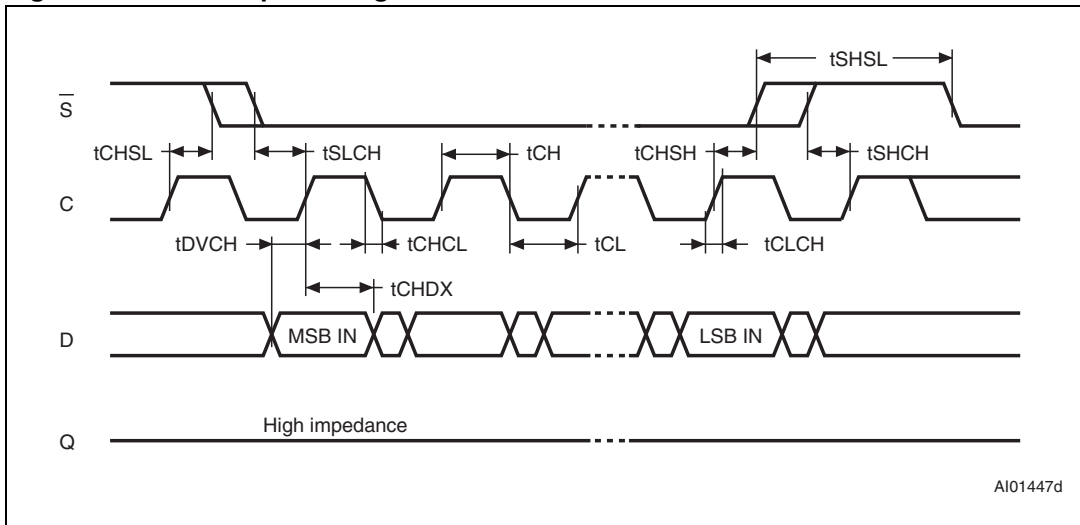 tSHSL
S
tCHSL
tSLCH
tCH
tCHSH
tSHCH
C
tDVCH
tCHCL
tCL
tCLCH
tCHDX
D
MSB IN
LSB IN
High impedance
Q
AI01447d